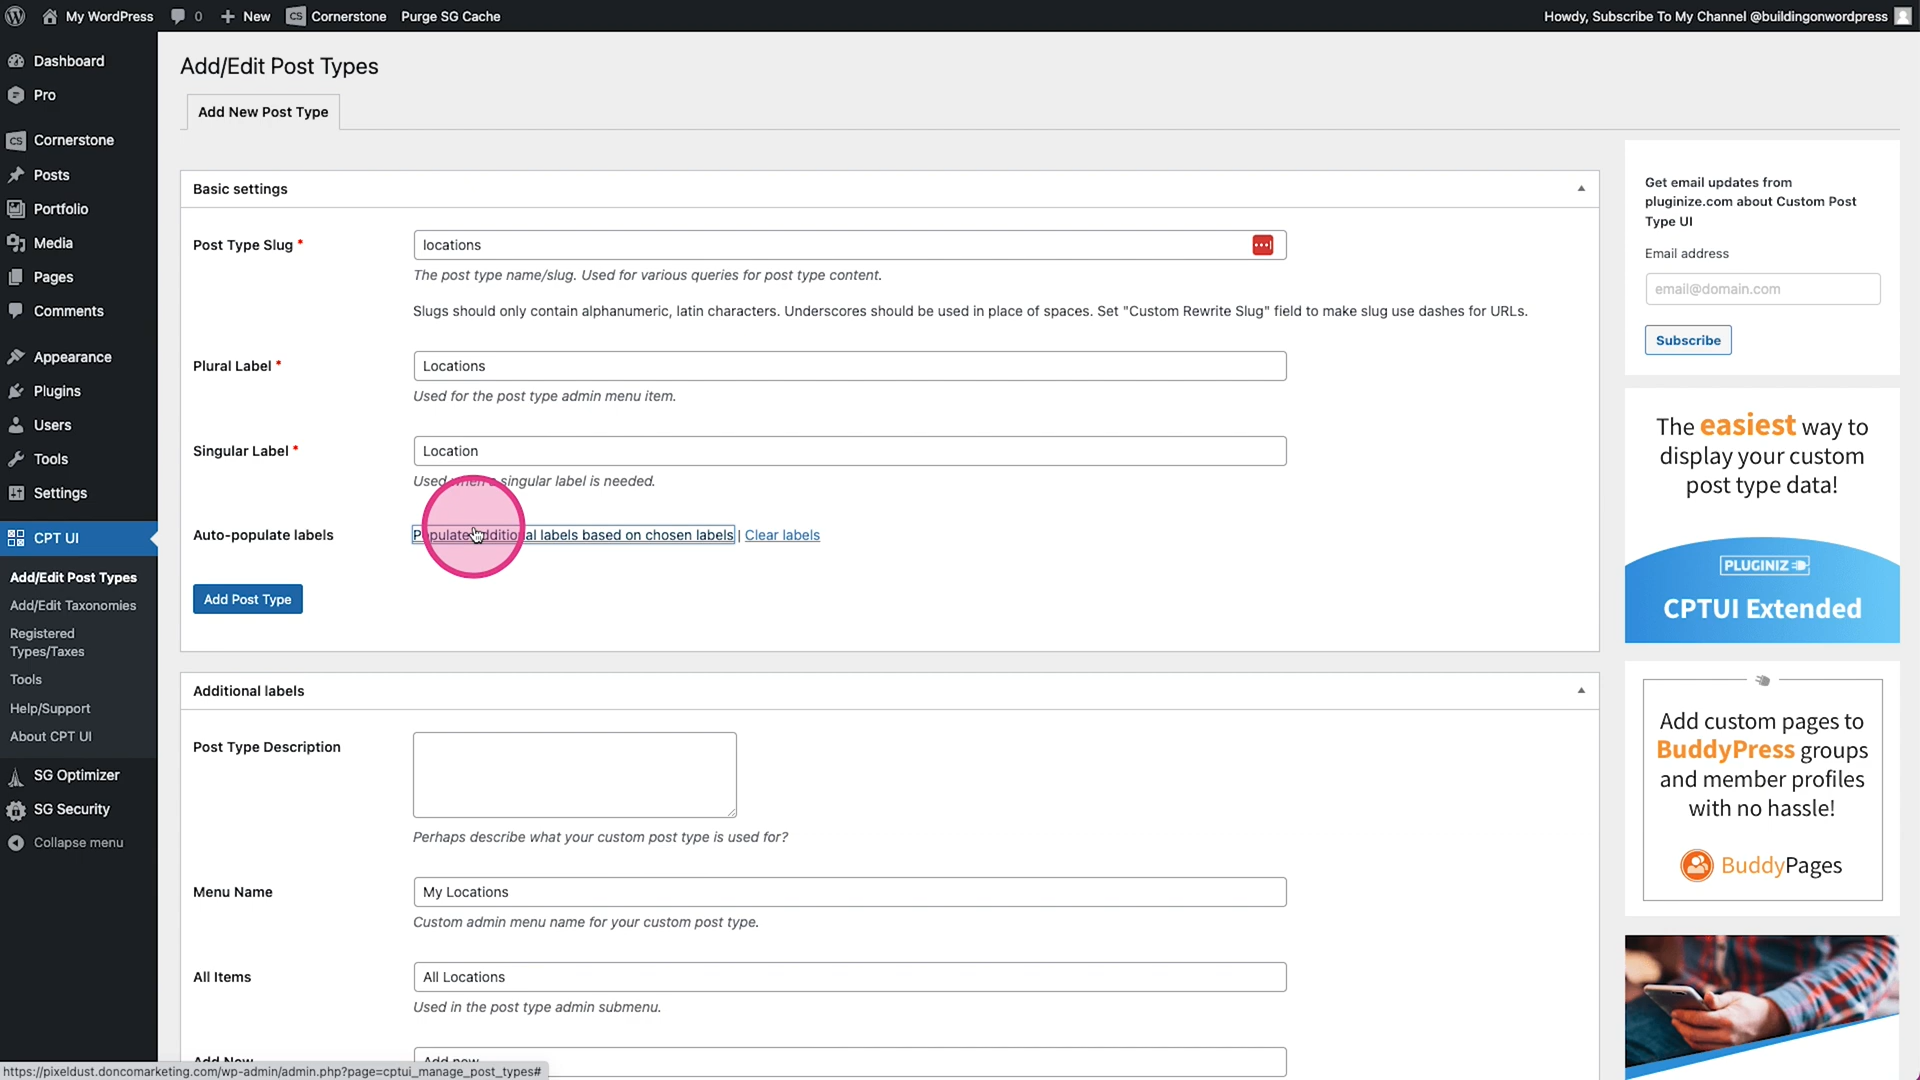 My WordPress
0
New
CS
Cornerstone
Purge SG Cache
Howdy, Subscribe To My Channel @buildingonwordpress
Dashboard
Pro
CS
Cornerstone
Posts
Portfolio
Media
Pages
Comments
Appearance
Plugins
Users
Tools
Settings
CPT UI
Add/Edit Post Types
Add/Edit Taxonomies
Registered
Types/Taxes
Tools
Help/Support
About CPT UI
SG Optimizer
SG Security
Collapse menu
Add/Edit Post Types
Add New Post Type
Basic settings
Post Type Slug *
locations
The post type name/slug. Used for various queries for post type content.
Slugs should only contain alphanumeric, latin characters. Underscores should be used in place of spaces. Set "Custom Rewrite Slug" field to make slug use dashes for URLs.
Plural Label *
Locations
Used for the post type admin menu item.
Singular Label *
Location
Used when a singular label is needed.
Auto-populate labels
Populate additional labels based on chosen labels | Clear labels
Add Post Type
Additional labels
Post Type Description
Perhaps describe what your custom post type is used for?
Menu Name
My Locations
Custom admin menu name for your custom post type.
All Items
All Locations
Used in the post type admin submenu.
Add New
Add new
https://pixeldust.doncomarketing.com/wp-admin/admin.php?page=cptui_manage_post_types#
Get email updates from
pluginize.com about Custom Post
Type UI
Email address
email@domain.com
Subscribe
The easiest way to
display your custom
post type data!
PLUGINIZ
CPTUI Extended
Add custom pages to
BuddyPress groups
and member profiles
with no hassle!
BuddyPages